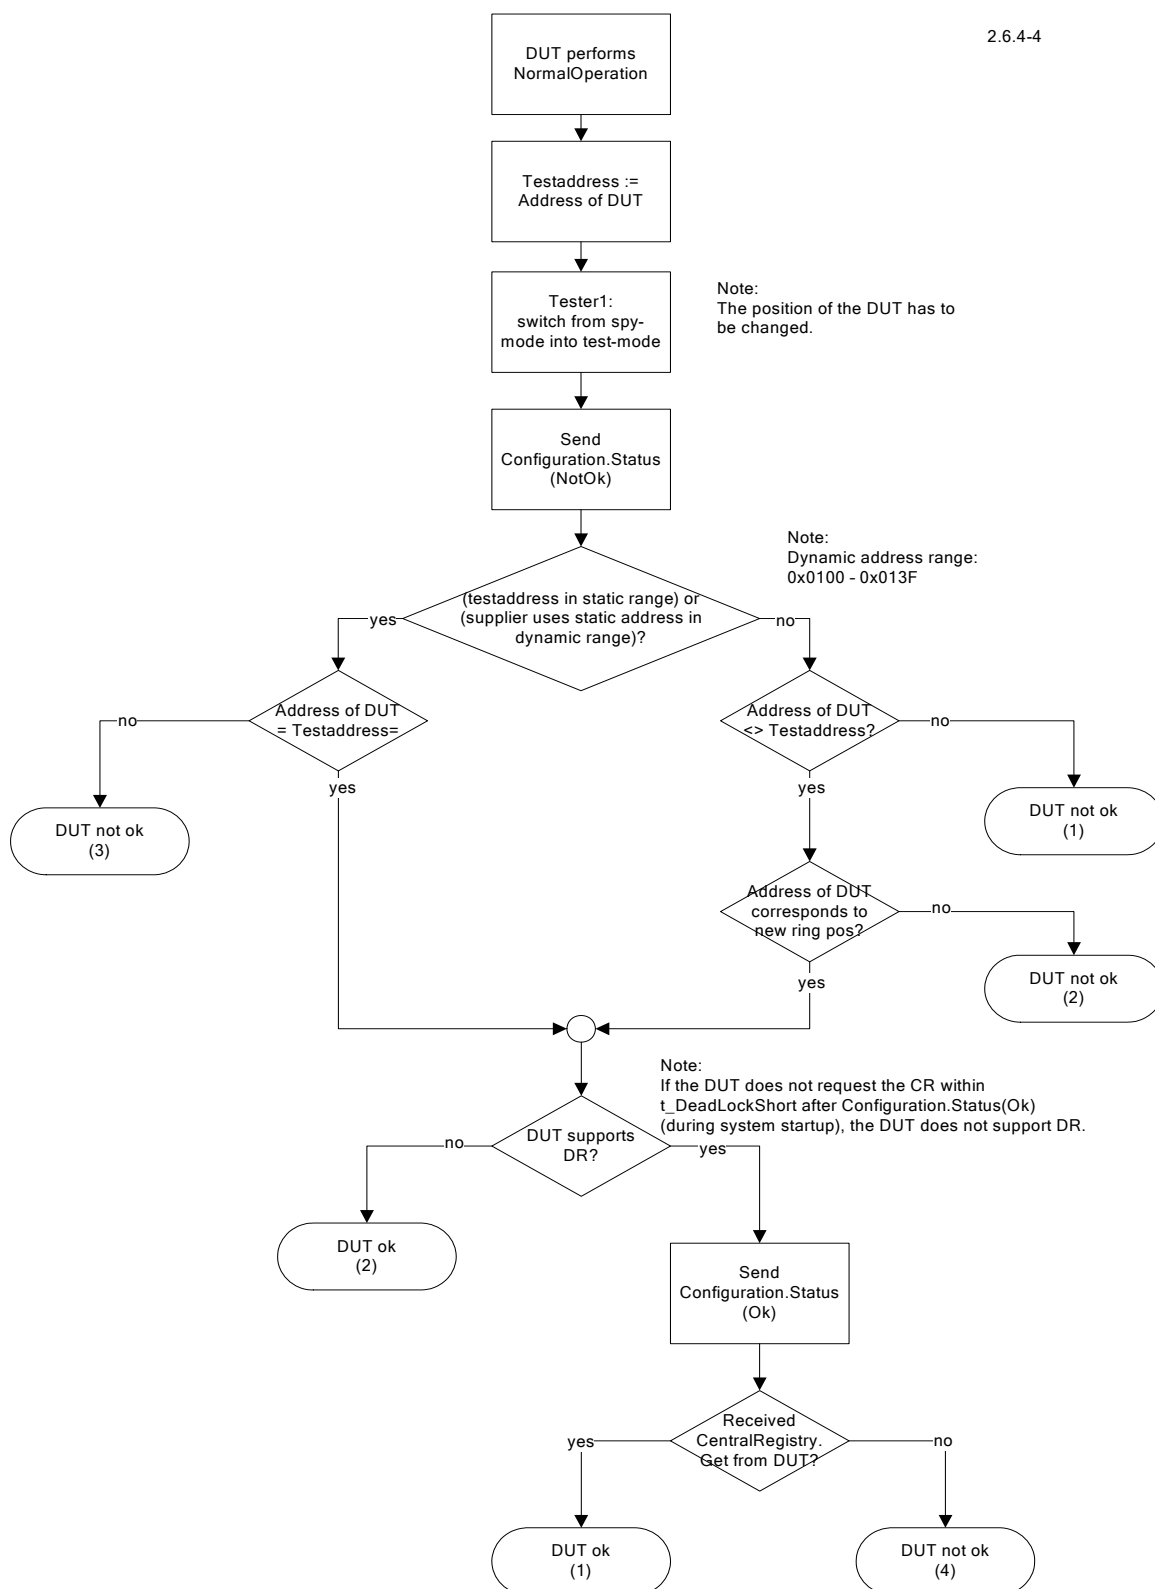 2.6.4-4
DUT performs
NormalOperation
Testaddress :=
Address of DUT
Tester1:
switch from spy-
mode into test-mode
Note:
The position of the DUT has to
be changed.
Send
Configuration.Status
(NotOk)
Note:
Dynamic address range:
0x0100 - 0x013F
(testaddress in static range) or
(supplier uses static address in
dynamic range)?
yes
no
Address of DUT
= Testaddress=
no
yes
Address of DUT
<> Testaddress?
no
yes
DUT not ok
(3)
DUT not ok
(1)
Address of DUT
corresponds to
new ring pos?
no
yes
DUT not ok
(2)
Note:
If the DUT does not request the CR within
t_DeadLockShort after Configuration.Status(Ok)
(during system startup), the DUT does not support DR.
DUT supports
DR?
no
yes
DUT ok
(2)
Send
Configuration.Status
(Ok)
Received
CentralRegistry.
Get from DUT?
yes
no
DUT ok
(1)
DUT not ok
(4)